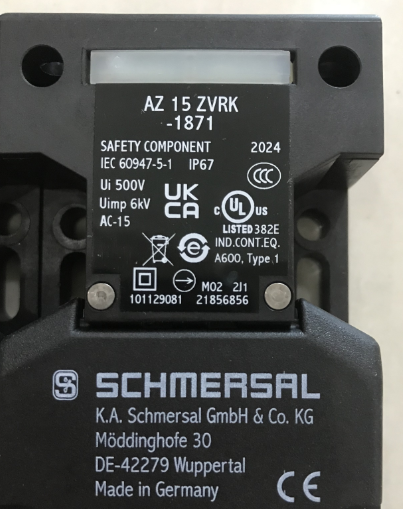 AZ 15 ZVRK
-1871
SAFETY COMPONENT 2024
IEC 60947-5-1 IP67
CCC
Ui 500V
Uimp 6kV
AC-15
UK
CA
C UL US
LISTED 382E
IND.CONT.EQ.
A600, Type 1
M02 2J1
101129081 21856856
SCHMERSAL
K.A. Schmersal GmbH & Co. KG
Möddinghofe 30
DE-42279 Wuppertal
Made in Germany CE